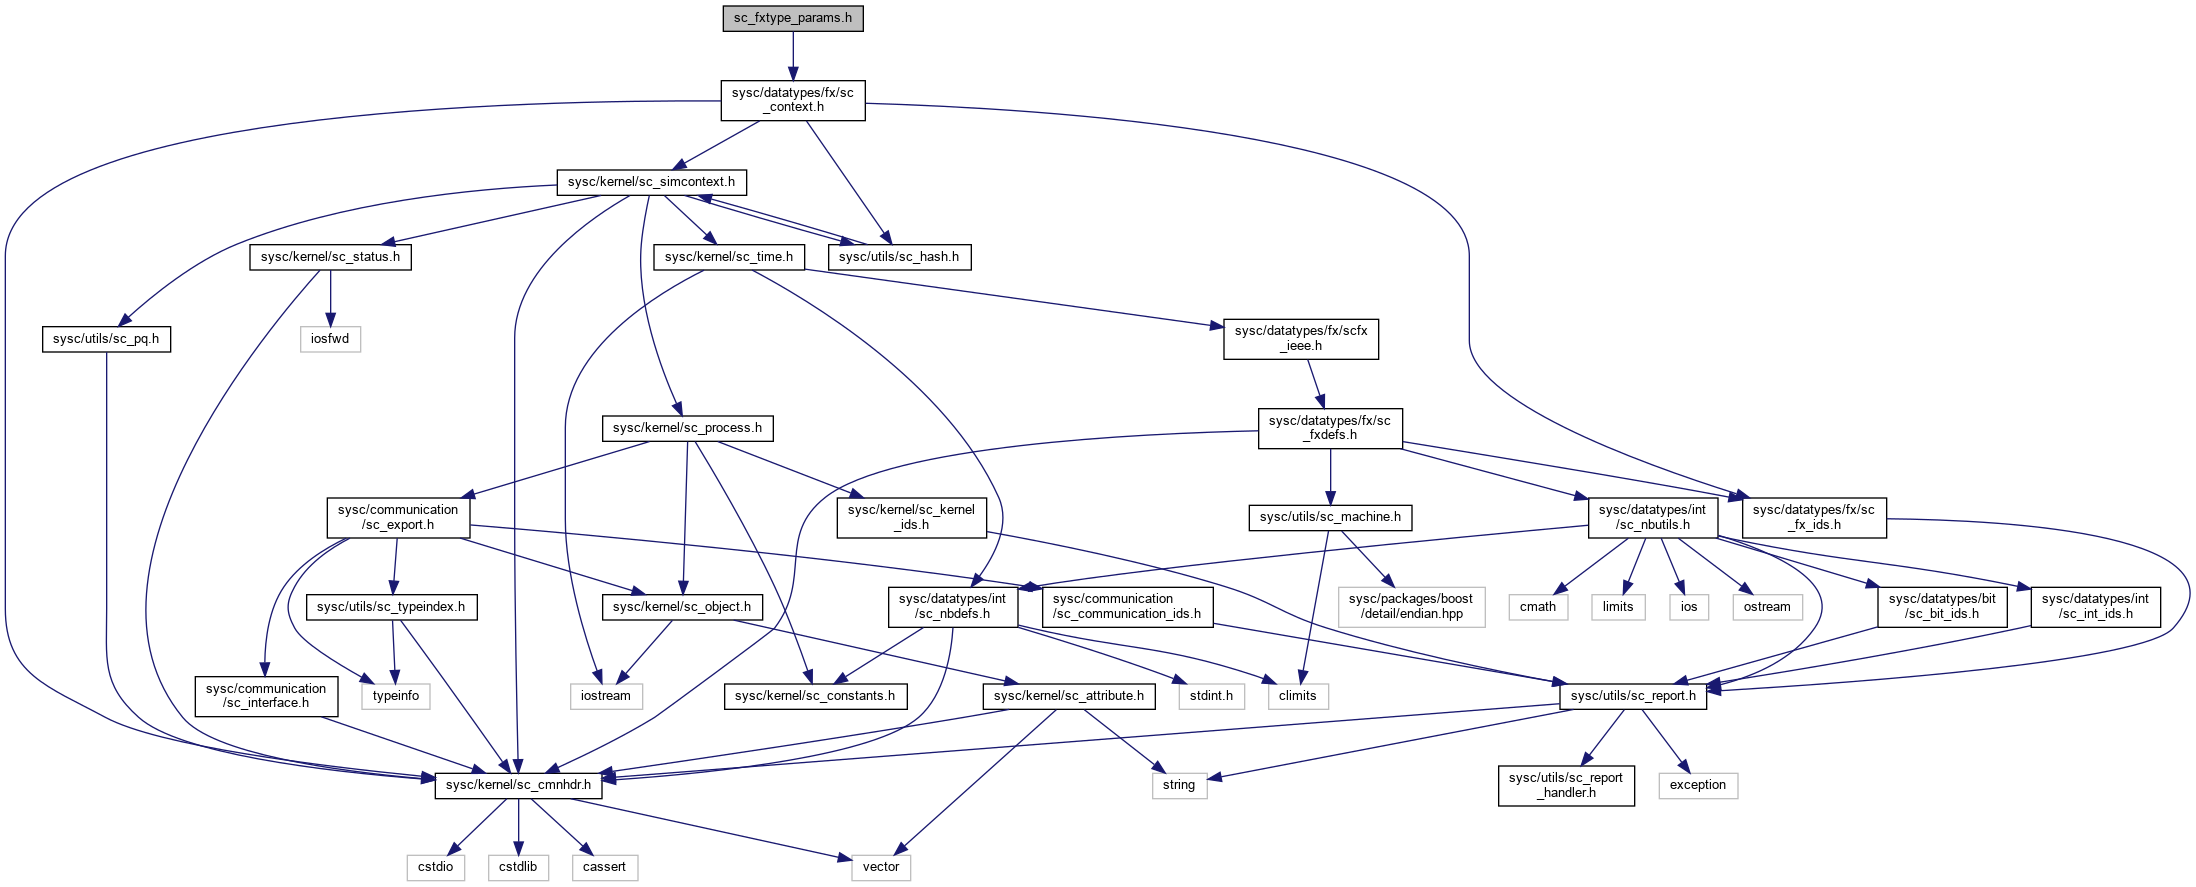 sc_fxtype_params.h
sysc/datatypes/fx/sc
_context.h
sysc/kernel/sc_simcontext.h
sysc/kernel/sc_status.h
sysc/kernel/sc_time.h
sysc/utils/sc_hash.h
sysc/utils/sc_pq.h
iosfwd
sysc/datatypes/fx/scfx
_ieee.h
sysc/kernel/sc_process.h
sysc/datatypes/fx/sc
_fxdefs.h
sysc/communication
/sc_export.h
sysc/kernel/sc_kernel
_ids.h
sysc/utils/sc_machine.h
sysc/datatypes/int
/sc_nbutils.h
sysc/datatypes/fx/sc
_fx_ids.h
sysc/utils/sc_typeindex.h
sysc/kernel/sc_object.h
sysc/datatypes/int
/sc_nbdefs.h
sysc/communication
/sc_communication_ids.h
sysc/packages/boost
/detail/endian.hpp
cmath
limits
ios
ostream
sysc/datatypes/bit
/sc_bit_ids.h
sysc/datatypes/int
/sc_int_ids.h
sysc/communication
/sc_interface.h
typeinfo
iostream
sysc/kernel/sc_constants.h
sysc/kernel/sc_attribute.h
stdint.h
climits
sysc/utils/sc_report.h
sysc/kernel/sc_cmnhdr.h
string
sysc/utils/sc_report
_handler.h
exception
cstdio
cstdlib
cassert
vector